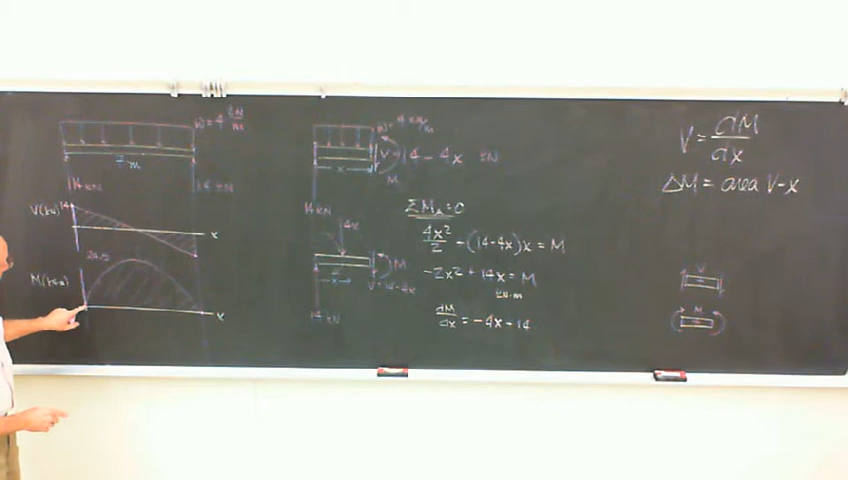 w = 4 kN/m
7 m
14 kN
14 kN
V(kN) 14
x
24.5
M(kN-m)
x
w = 4 kN/m
V = 14 - 4x kN
x
M
14 kN
4x
M
x
V = 14 - 4x
14 kN
ΣM_A = 0
4x²/2 - (14-4x)x = M
-2x² + 14x = M
kN-m
dM/dx = -4x - 14
V = dM/dx
ΔM = area V-x
V
M